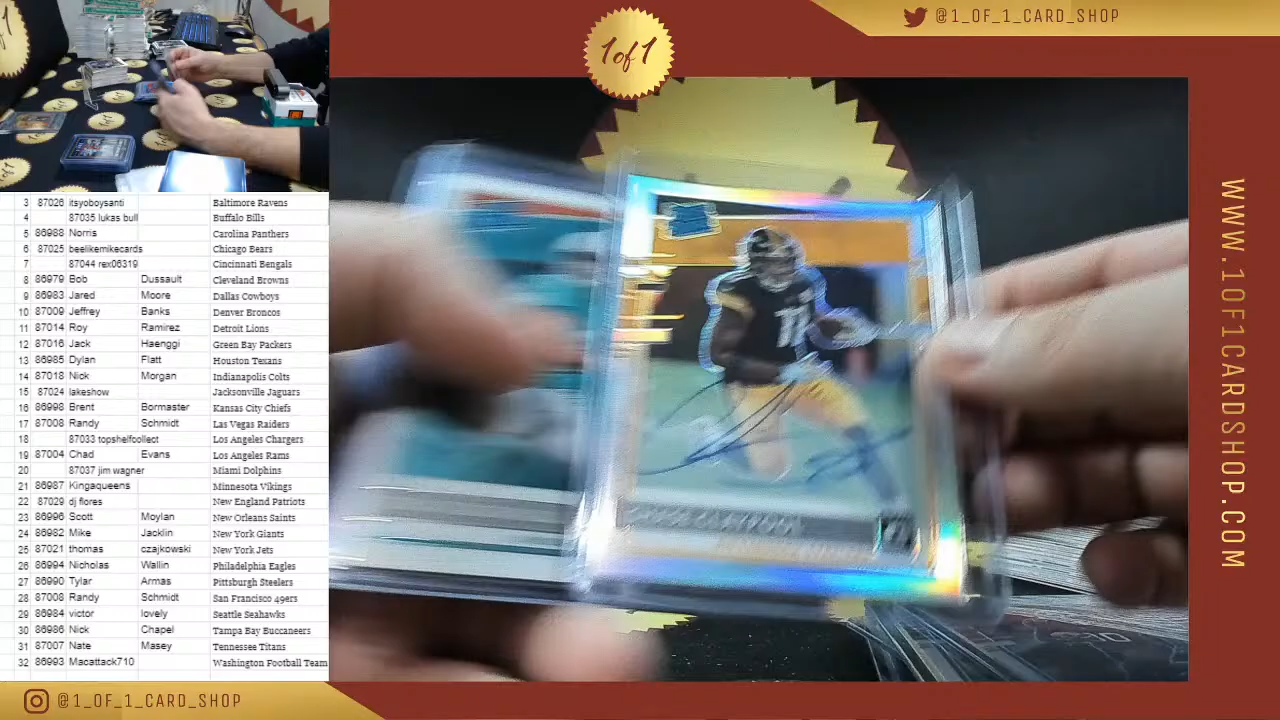 @1_OF_1_CARD_SHOP
1of1
3 87026 itsyoboysanti Baltimore Ravens
4 87035 lukas bull Buffalo Bills
5 86988 Norris Carolina Panthers
6 87025 beelikemikecards Chicago Bears
7 87044 rex06319 Cincinnati Bengals
8 86979 Bob Dussault Cleveland Browns
9 86983 Jared Moore Dallas Cowboys
10 87009 Jeffrey Banks Denver Broncos
11 87014 Roy Ramirez Detroit Lions
12 87016 Jack Haenggi Green Bay Packers
13 86985 Dylan Flatt Houston Texans
14 87018 Nick Morgan Indianapolis Colts
15 87024 lakeshow Jacksonville Jaguars
16 86998 Brent Bormaster Kansas City Chiefs
17 87008 Randy Schmidt Las Vegas Raiders
18 87033 topshelfcollect Los Angeles Chargers
19 87004 Chad Evans Los Angeles Rams
20 87037 jim wagner Miami Dolphins
21 86987 Kingaqueens Minnesota Vikings
22 87029 dj flores New England Patriots
23 86996 Scott Moylan New Orleans Saints
24 86982 Mike Jacklin New York Giants
25 87021 thomas czajkowski New York Jets
26 86994 Nicholas Wallin Philadelphia Eagles
27 86990 Tylar Armas Pittsburgh Steelers
28 87008 Randy Schmidt San Francisco 49ers
29 86984 victor lovely Seattle Seahawks
30 86986 Nick Chapel Tampa Bay Buccaneers
31 87007 Nate Masey Tennessee Titans
32 86993 Macattack710 Washington Football Team
11
WWW.1OF1CARDSHOP.COM
@1_OF_1_CARD_SHOP